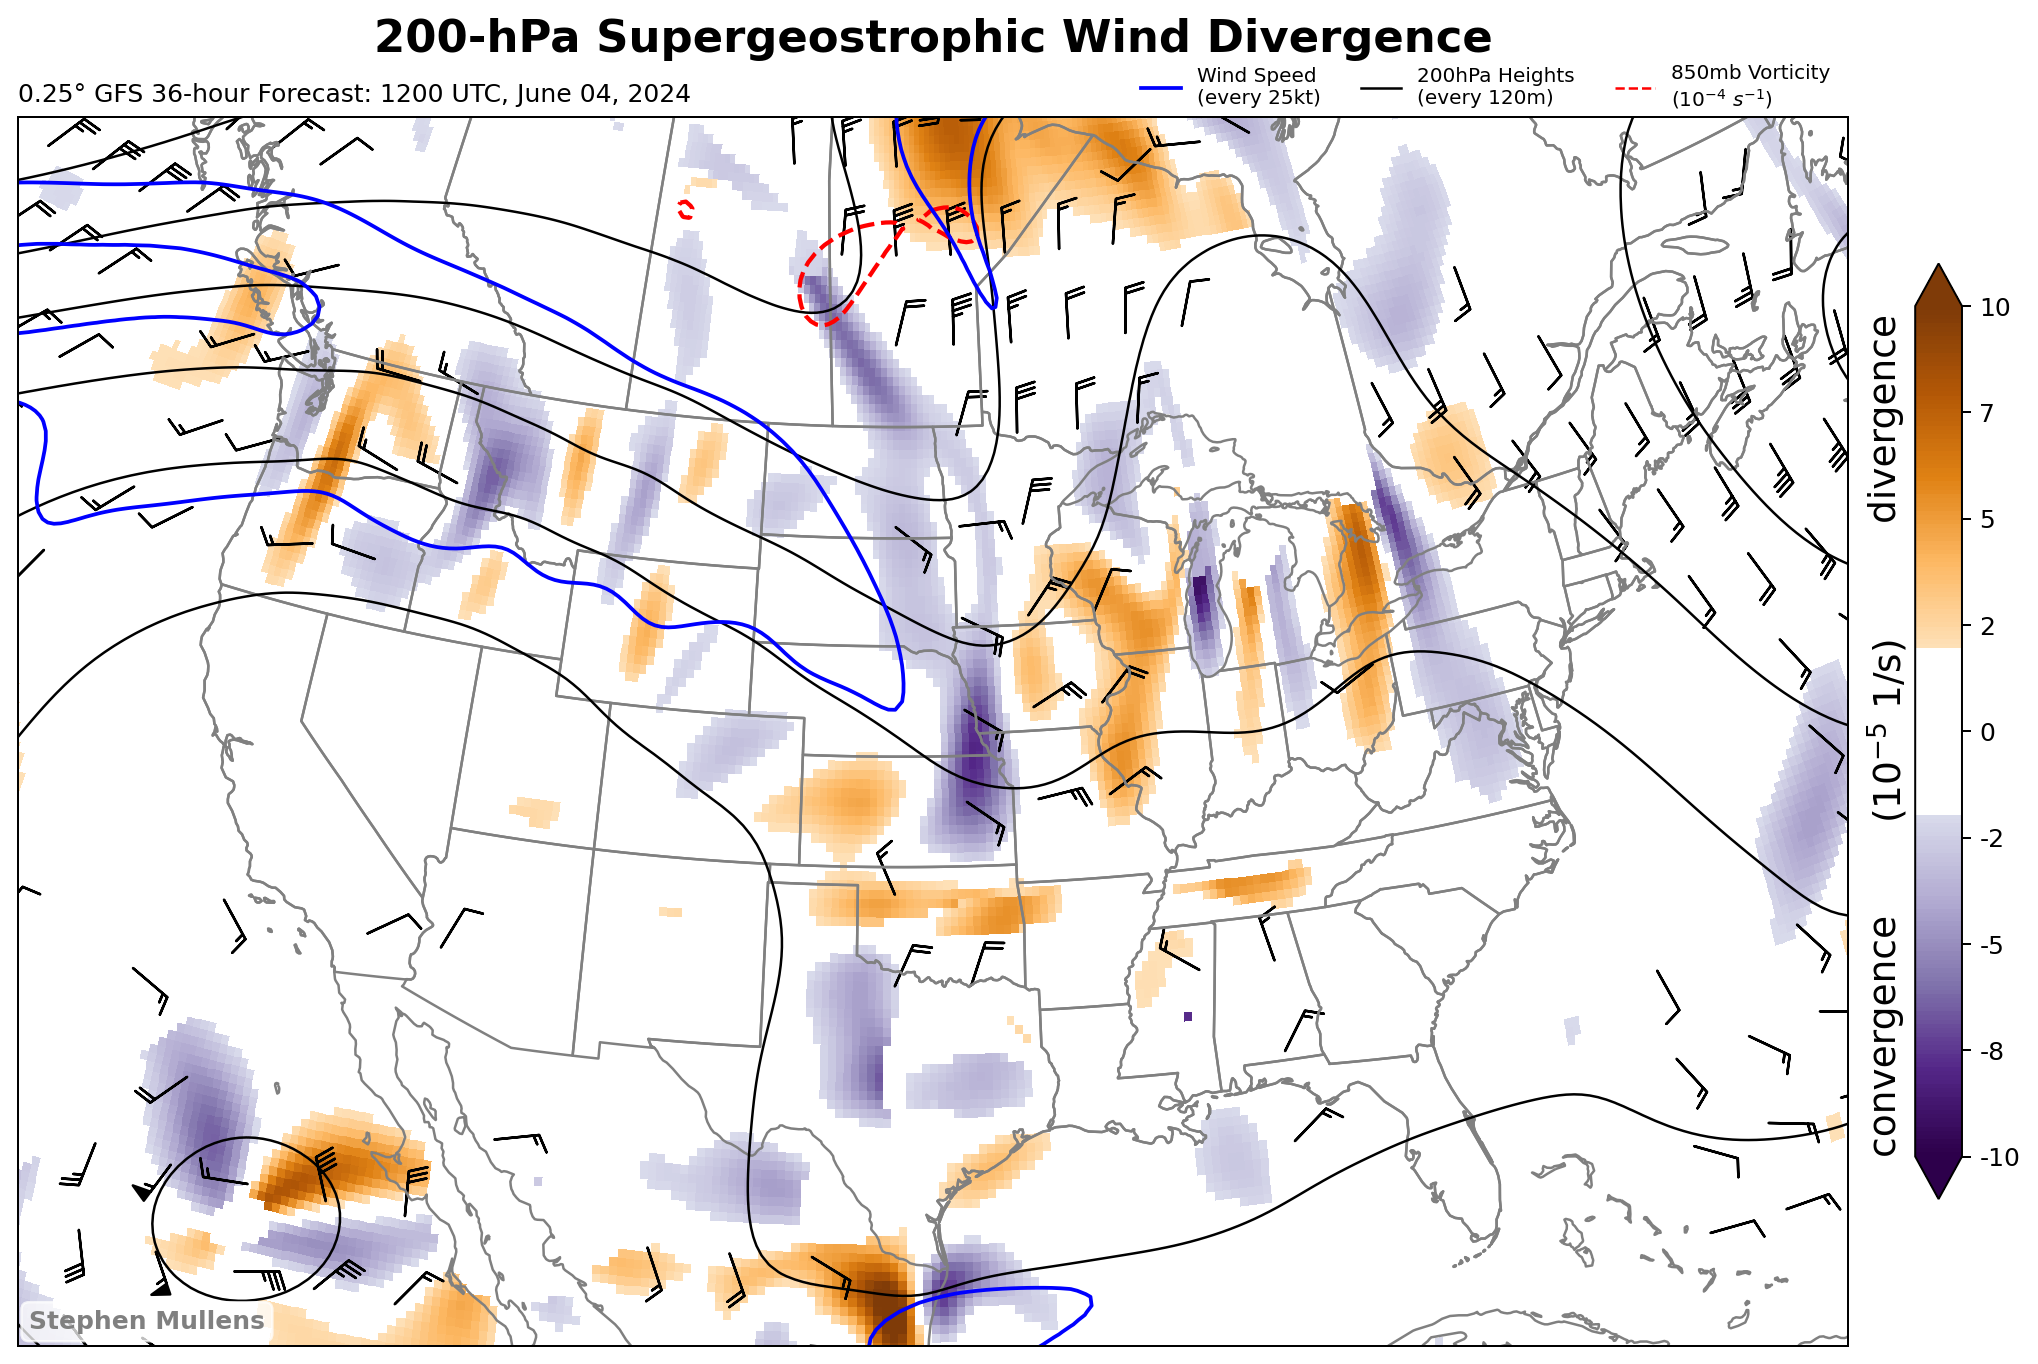 200-hPa Supergeostrophic Wind Divergence
0.25° GFS 36-hour Forecast: 1200 UTC, June 04, 2024
Wind Speed
(every 25kt)
200hPa Heights
(every 120m)
850mb Vorticity
(10⁻⁴ s⁻¹)
10
7
5
2
0
-2
-5
-8
-10
convergence (10⁻⁵ 1/s) divergence
Stephen Mullens